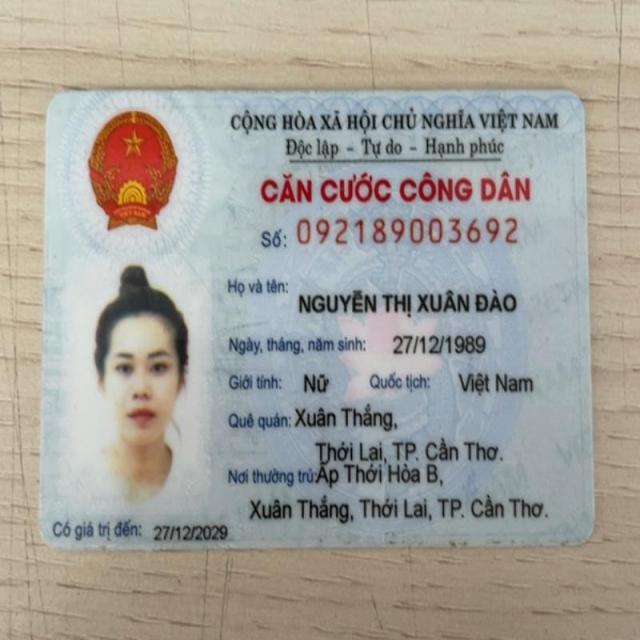 CỘNG HÒA XÃ HỘI CHỦ NGHĨA VIỆT NAM
Độc lập - Tự do - Hạnh phúc
CĂN CƯỚC CÔNG DÂN
Số: 092189003692
Họ và tên:
NGUYỄN THỊ XUÂN ĐÀO
Ngày, tháng, năm sinh: 27/12/1989
Giới tính: Nữ Quốc tịch: Việt Nam
Quê quán: Xuân Thắng,
Thới Lai, TP. Cần Thơ.
Nơi thường trú: Ấp Thới Hòa B,
Xuân Thắng, Thới Lai, TP. Cần Thơ.
Có giá trị đến: 27/12/2029